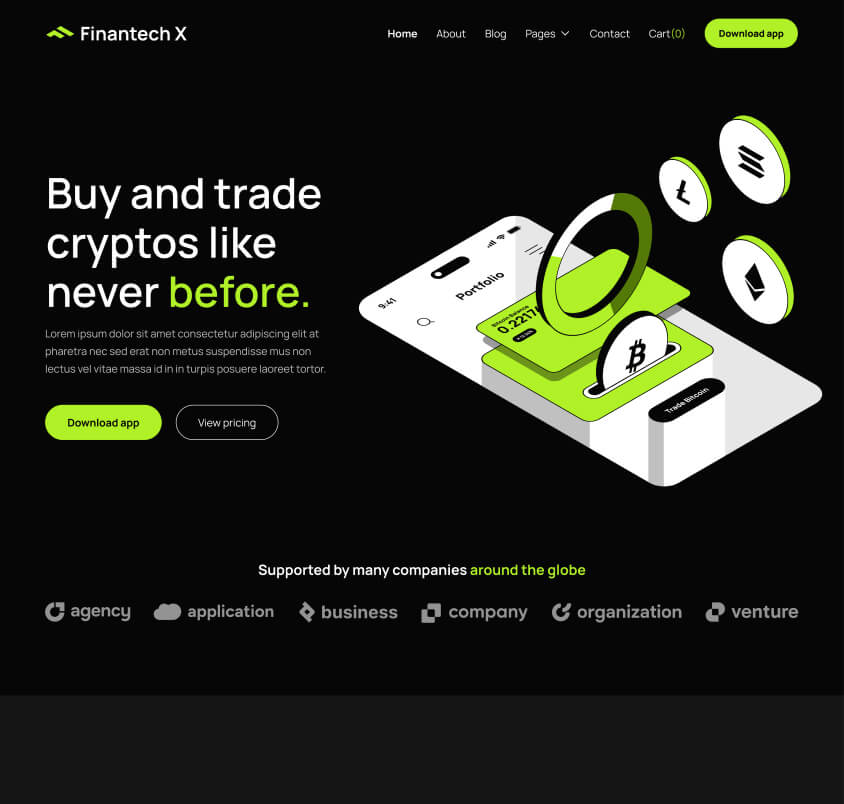 Finantech X
Home About Blog Pages Contact Cart(0) Download app
Buy and trade
cryptos like
never before.
Lorem ipsum dolor sit amet consectetur adipiscing elit at
pharetra nec sed erat non metus suspendisse mus non
lectus vel vitae massa id in in turpis posuere laoreet tortor.
Download app
View pricing
9:41
Portfolio
Bitcoin Balance
Trade Bitcoin
Supported by many companies around the globe
agency application business company organization venture